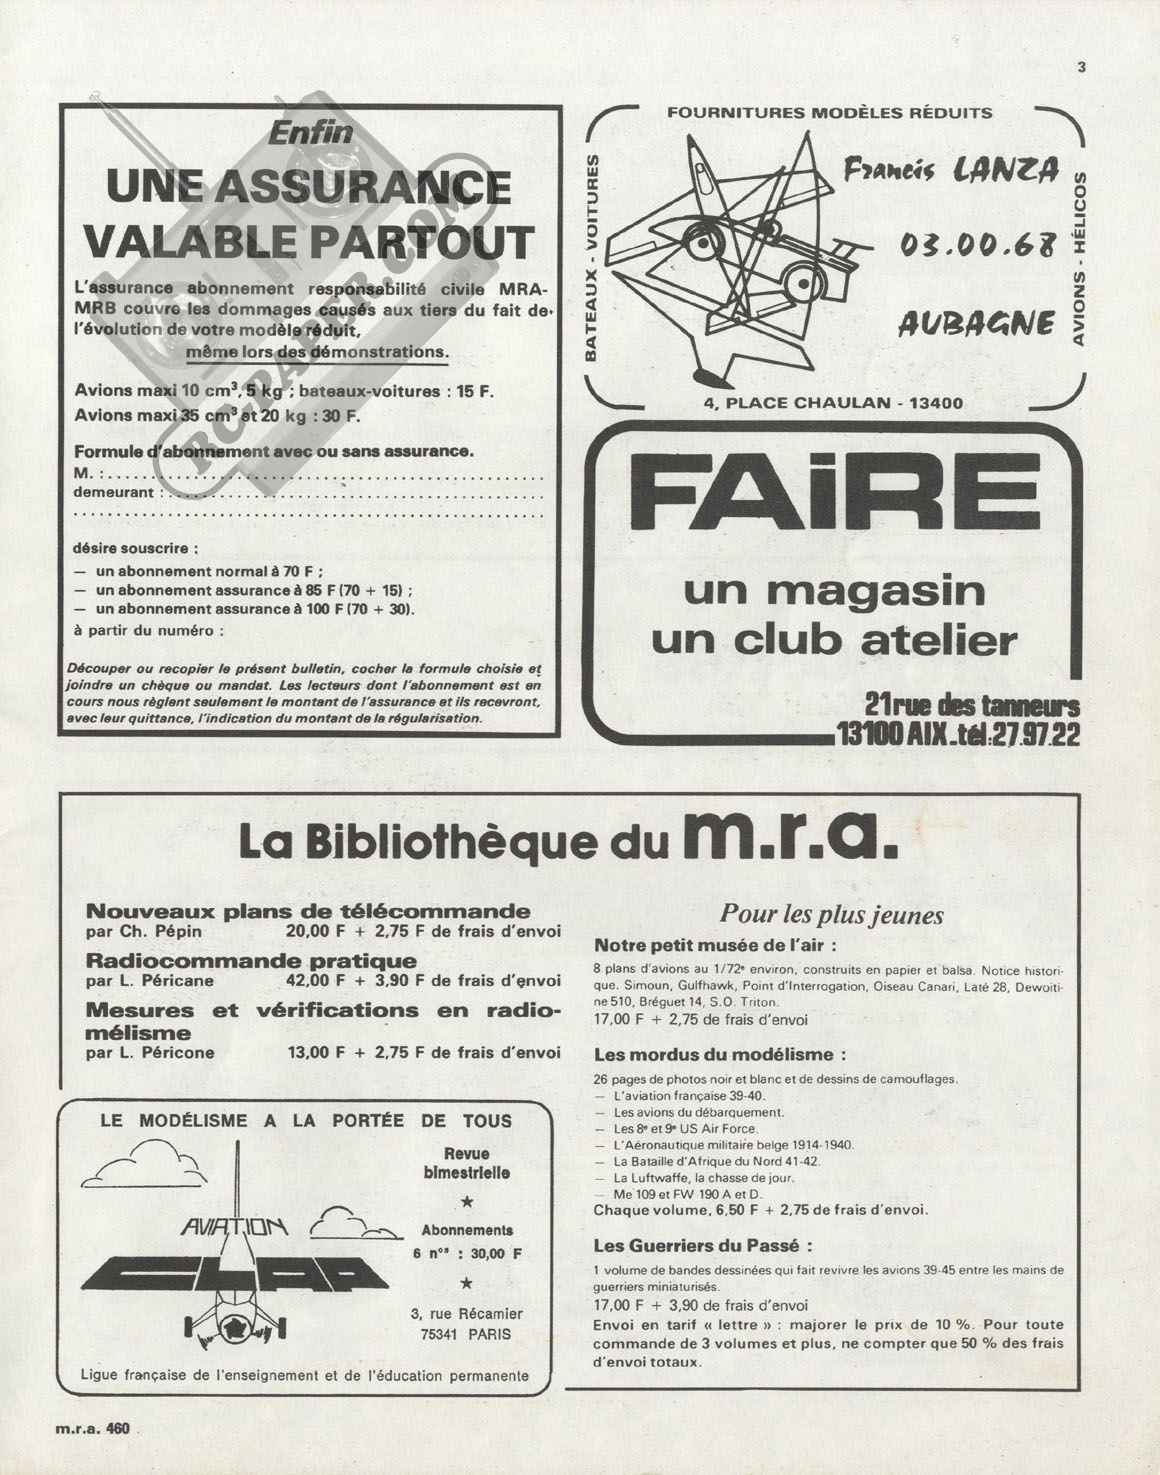 3
Enfin
UNE ASSURANCE
VALABLE PARTOUT
L'assurance abonnement responsabilité civile MRA-
MRB couvre les dommages causés aux tiers du fait de
l'évolution de votre modèle réduit,
même lors des démonstrations.
Avions maxi 10 cm³, 5 kg ; bateaux-voitures : 15 F.
Avions maxi 35 cm³ et 20 kg : 30 F.
Formule d'abonnement avec ou sans assurance.
M. :
demeurant :
désire souscrire :
— un abonnement normal à 70 F ;
— un abonnement assurance à 85 F (70 + 15) ;
— un abonnement assurance à 100 F (70 + 30).
à partir du numéro :
Découper ou recopier le présent bulletin, cocher la formule choisie et
joindre un chèque ou mandat. Les lecteurs dont l'abonnement est en
cours nous règlent seulement le montant de l'assurance et ils recevront,
avec leur quittance, l'indication du montant de la régularisation.
RC-PAPER.COM
FOURNITURES MODÈLES RÉDUITS
BATEAUX - VOITURES
Francis LANZA
03.00.68
AUBAGNE
AVIONS - HÉLICOS
4, PLACE CHAULAN - 13400
FAiRE
un magasin
un club atelier
21 rue des tanneurs
13100 AIX.tél:27.97.22
La Bibliothèque du m.r.a.
Nouveaux plans de télécommande
par Ch. Pépin 20,00 F + 2,75 F de frais d'envoi
Radiocommande pratique
par L. Péricane 42,00 F + 3,90 F de frais d'envoi
Mesures et vérifications en radio-
mélisme
par L. Péricone 13,00 F + 2,75 F de frais d'envoi
LE MODÉLISME A LA PORTÉE DE TOUS
Revue
bimestrielle
AVIATION
CLAP
Abonnements
6 nos : 30,00 F
3, rue Récamier
75341 PARIS
Ligue française de l'enseignement et de l'éducation permanente
Pour les plus jeunes
Notre petit musée de l'air :
8 plans d'avions au 1/72e environ, construits en papier et balsa. Notice histori-
que. Simoun, Gulfhawk, Point d'Interrogation, Oiseau Canari, Laté 28, Dewoiti-
ne 510, Bréguet 14, S.O. Triton.
17,00 F + 2,75 de frais d'envoi
Les mordus du modélisme :
26 pages de photos noir et blanc et de dessins de camouflages.
— L'aviation française 39-40.
— Les avions du débarquement.
— Les 8e et 9e US Air Force.
— L'Aéronautique militaire belge 1914-1940.
— La Bataille d'Afrique du Nord 41-42.
— La Luftwaffe, la chasse de jour.
— Me 109 et FW 190 A et D.
Chaque volume, 6,50 F + 2,75 de frais d'envoi.
Les Guerriers du Passé :
1 volume de bandes dessinées qui fait revivre les avions 39-45 entre les mains de
guerriers miniaturisés.
17,00 F + 3,90 de frais d'envoi
Envoi en tarif « lettre » : majorer le prix de 10 %. Pour toute
commande de 3 volumes et plus, ne compter que 50 % des frais
d'envoi totaux.
m.r.a. 460